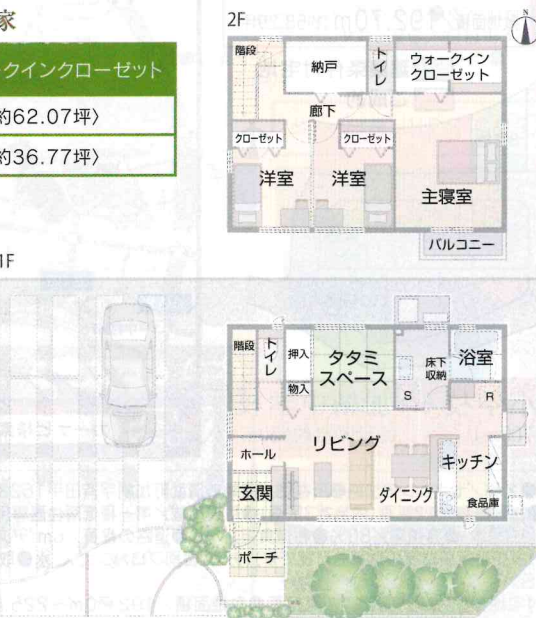 家
クインクローゼット
約62.07坪〉
約36.77坪〉
2F
階段
納戸
トイレ
ウォークイン
クローゼット
廊下
クローゼット
クローゼット
洋室
洋室
主寝室
バルコニー
1F
階段
トイレ
押入
物入
タタミ
スペース
床下
収納
浴室
S
R
リビング
ホール
キッチン
玄関
ダイニング
食品庫
ポーチ
N